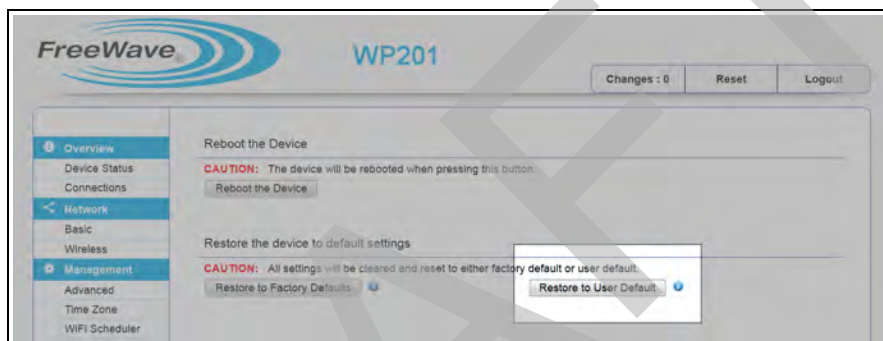 FreeWave®
WP201
Changes : 0 Reset Logout
Overview
Device Status
Connections
Network
Basic
Wireless
Management
Advanced
Time Zone
WiFi Scheduler
Reboot the Device
CAUTION: The device will be rebooted when pressing this button.
Reboot the Device
Restore the device to default settings
CAUTION: All settings will be cleared and reset to either factory default or user default.
Restore to Factory Defaults Restore to User Default